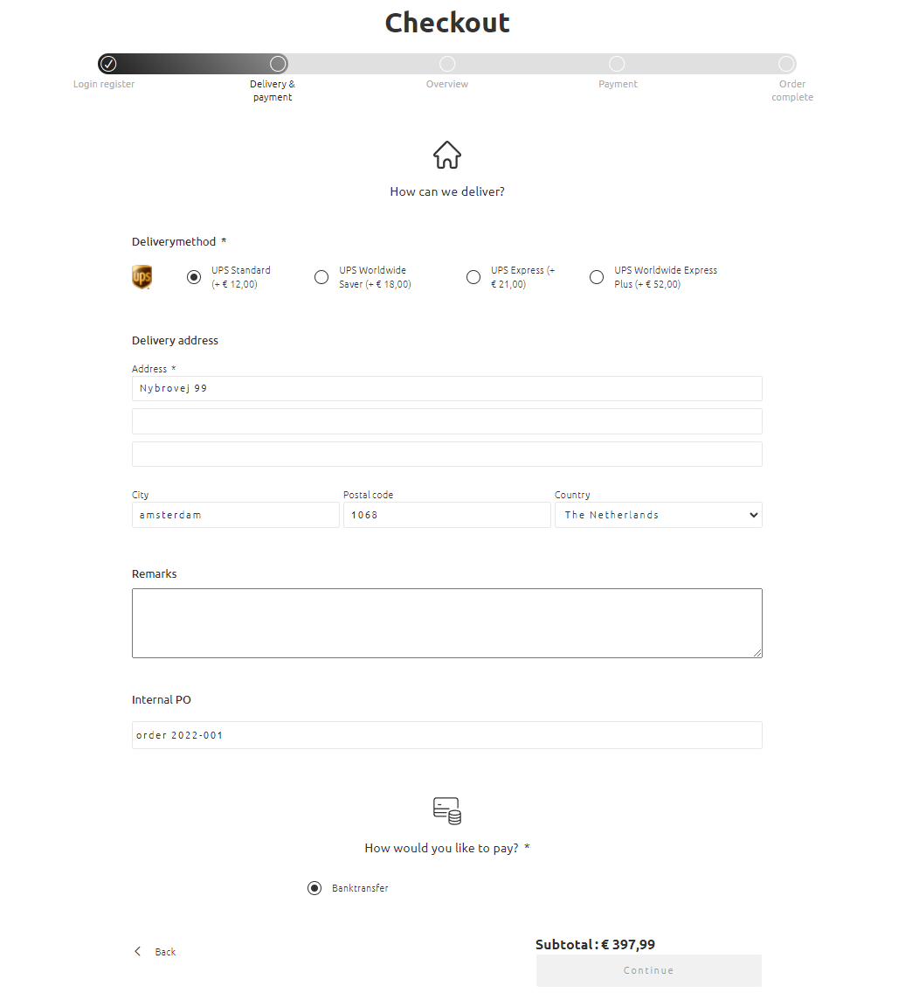 Checkout
Login register
Delivery &
payment
Overview
Payment
Order
complete
How can we deliver?
Deliverymethod *
ups
UPS Standard
(+ € 12,00)
UPS Worldwide
Saver (+ € 18,00)
UPS Express (+
€ 21,00)
UPS Worldwide Express
Plus (+ € 52,00)
Delivery address
Address *
Nybrovej 99
City
Postal code
Country
amsterdam
1068
The Netherlands
Remarks
Internal PO
order 2022-001
How would you like to pay? *
Banktransfer
Back
Subtotal : € 397,99
Continue